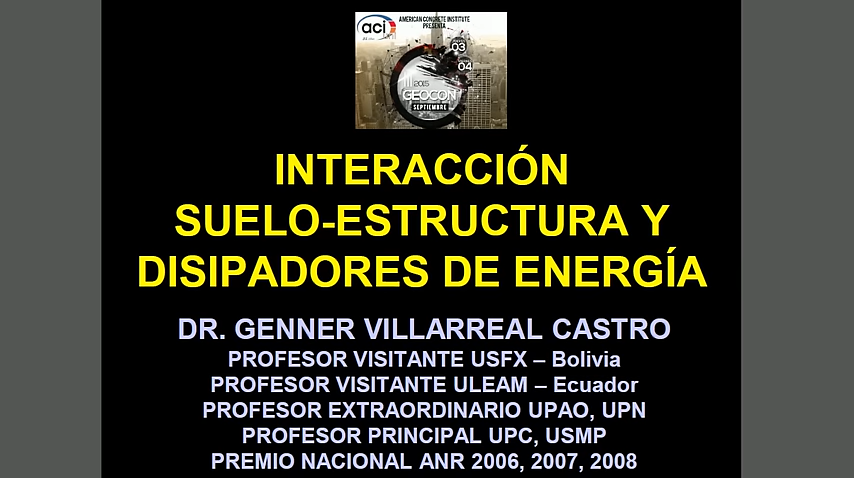 aci
AMERICAN CONCRETE INSTITUTE
PRESENTA
03
04
III 2015
GEOCON
SEPTIEMBRE
INTERACCIÓN
SUELO-ESTRUCTURA Y
DISIPADORES DE ENERGÍA
DR. GENNER VILLARREAL CASTRO
PROFESOR VISITANTE USFX – Bolivia
PROFESOR VISITANTE ULEAM – Ecuador
PROFESOR EXTRAORDINARIO UPAO, UPN
PROFESOR PRINCIPAL UPC, USMP
PREMIO NACIONAL ANR 2006, 2007, 2008